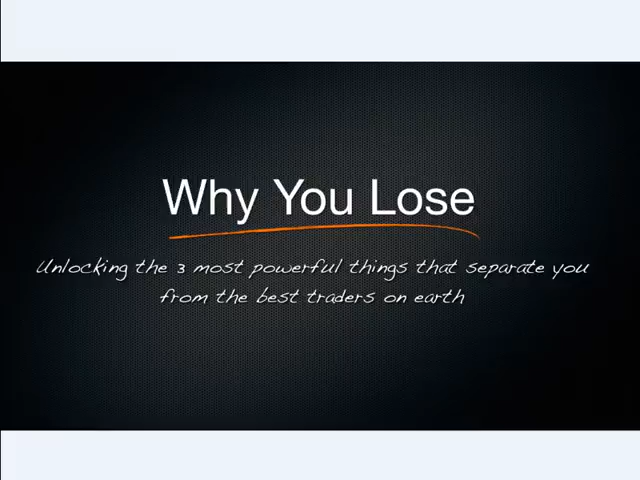 Why You Lose
Unlocking the 3 most powerful things that separate you
from the best traders on earth